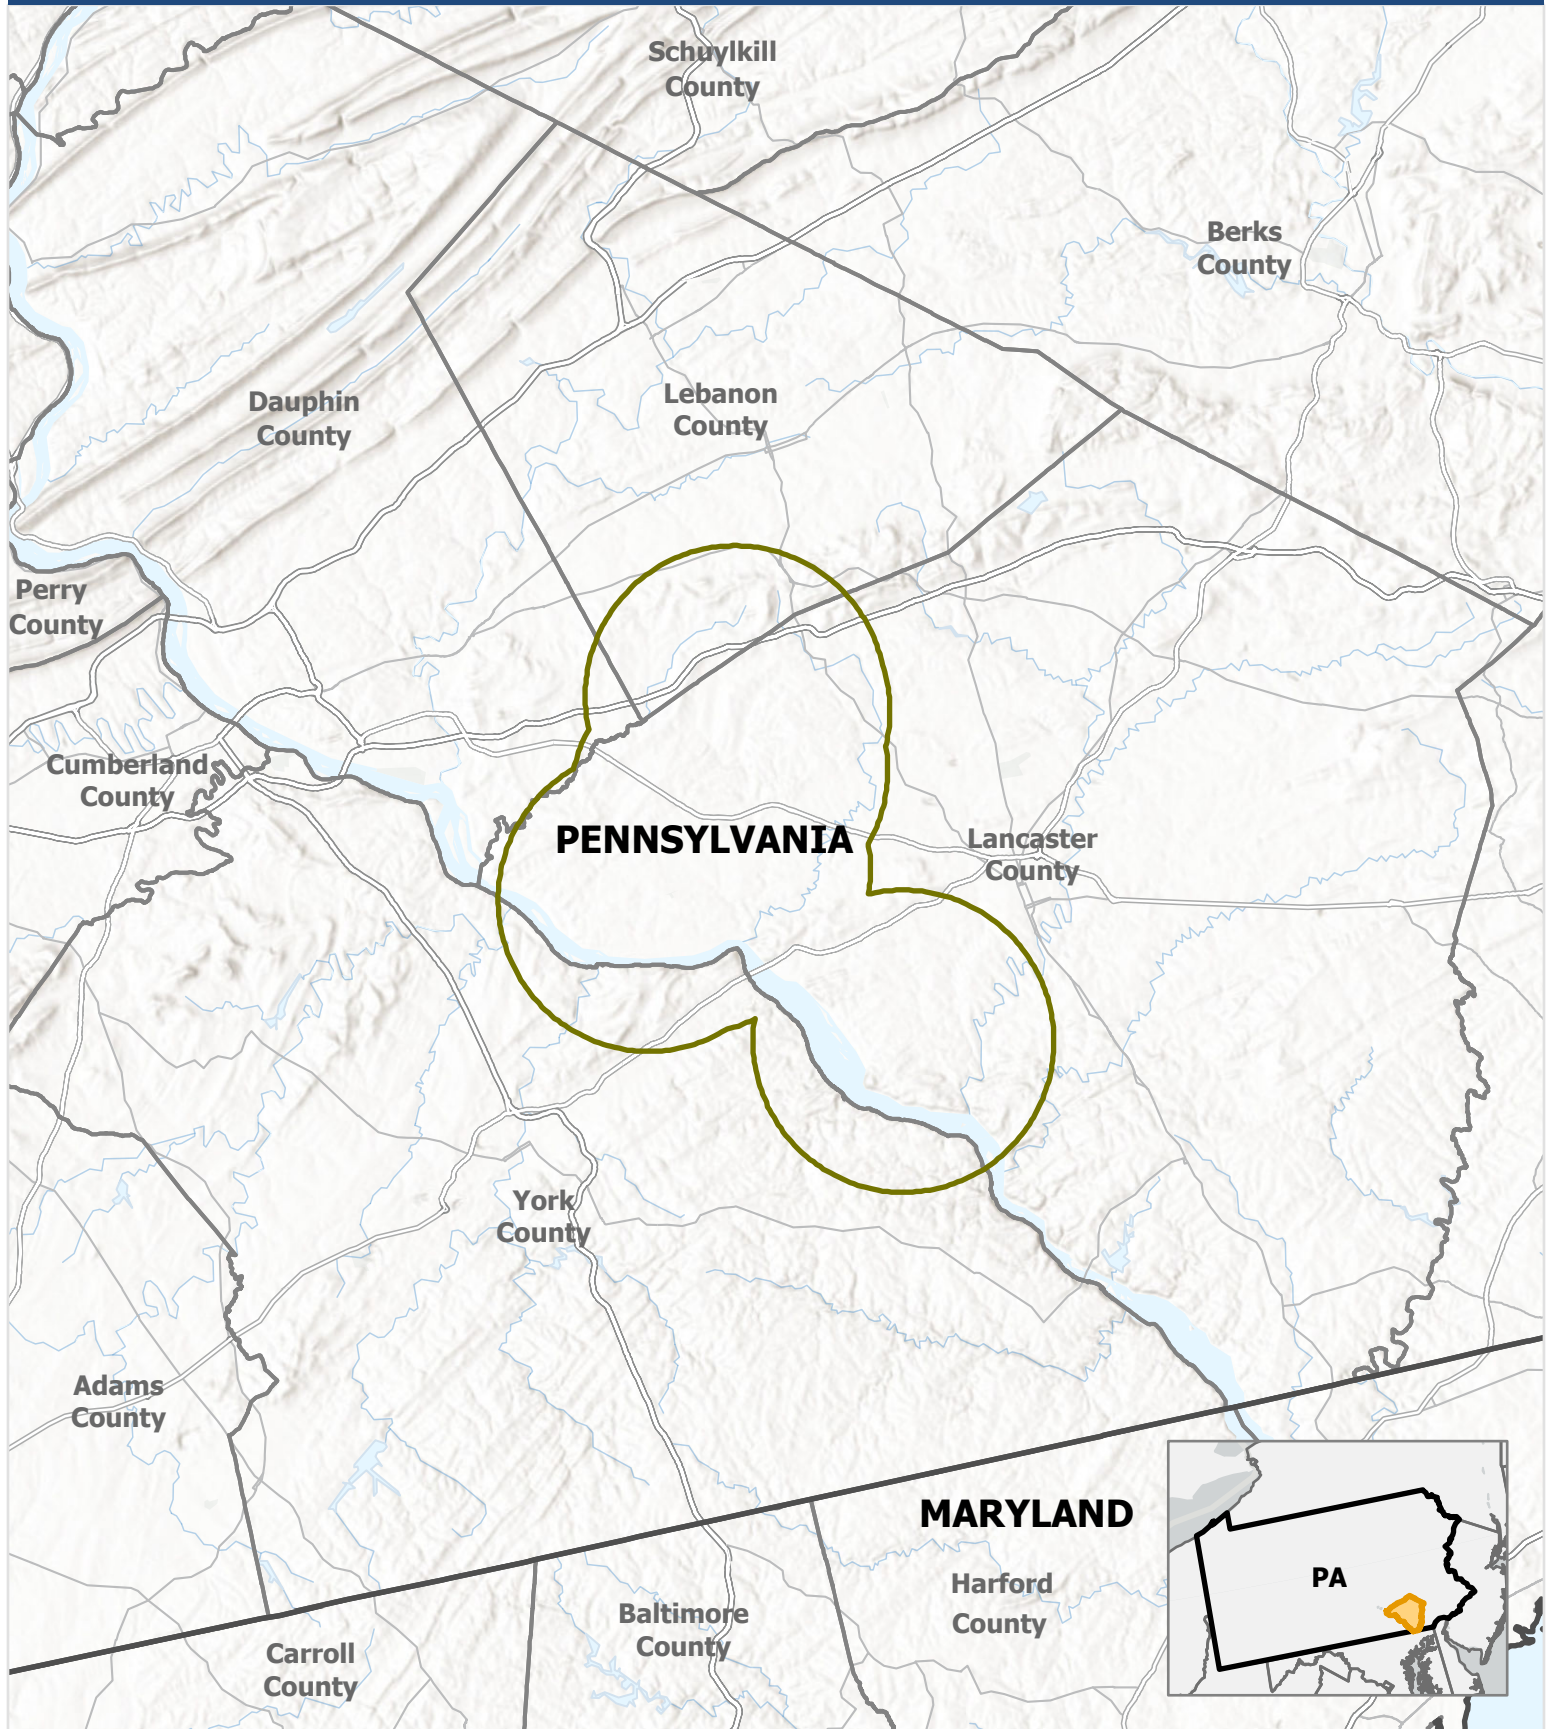 Schuylkill
County
Berks
County
Lebanon
County
Dauphin
County
Perry
County
Cumberland
County
PENNSYLVANIA
Lancaster
County
York
County
Adams
County
MARYLAND
Harford
County
Baltimore
County
Carroll
County
PA